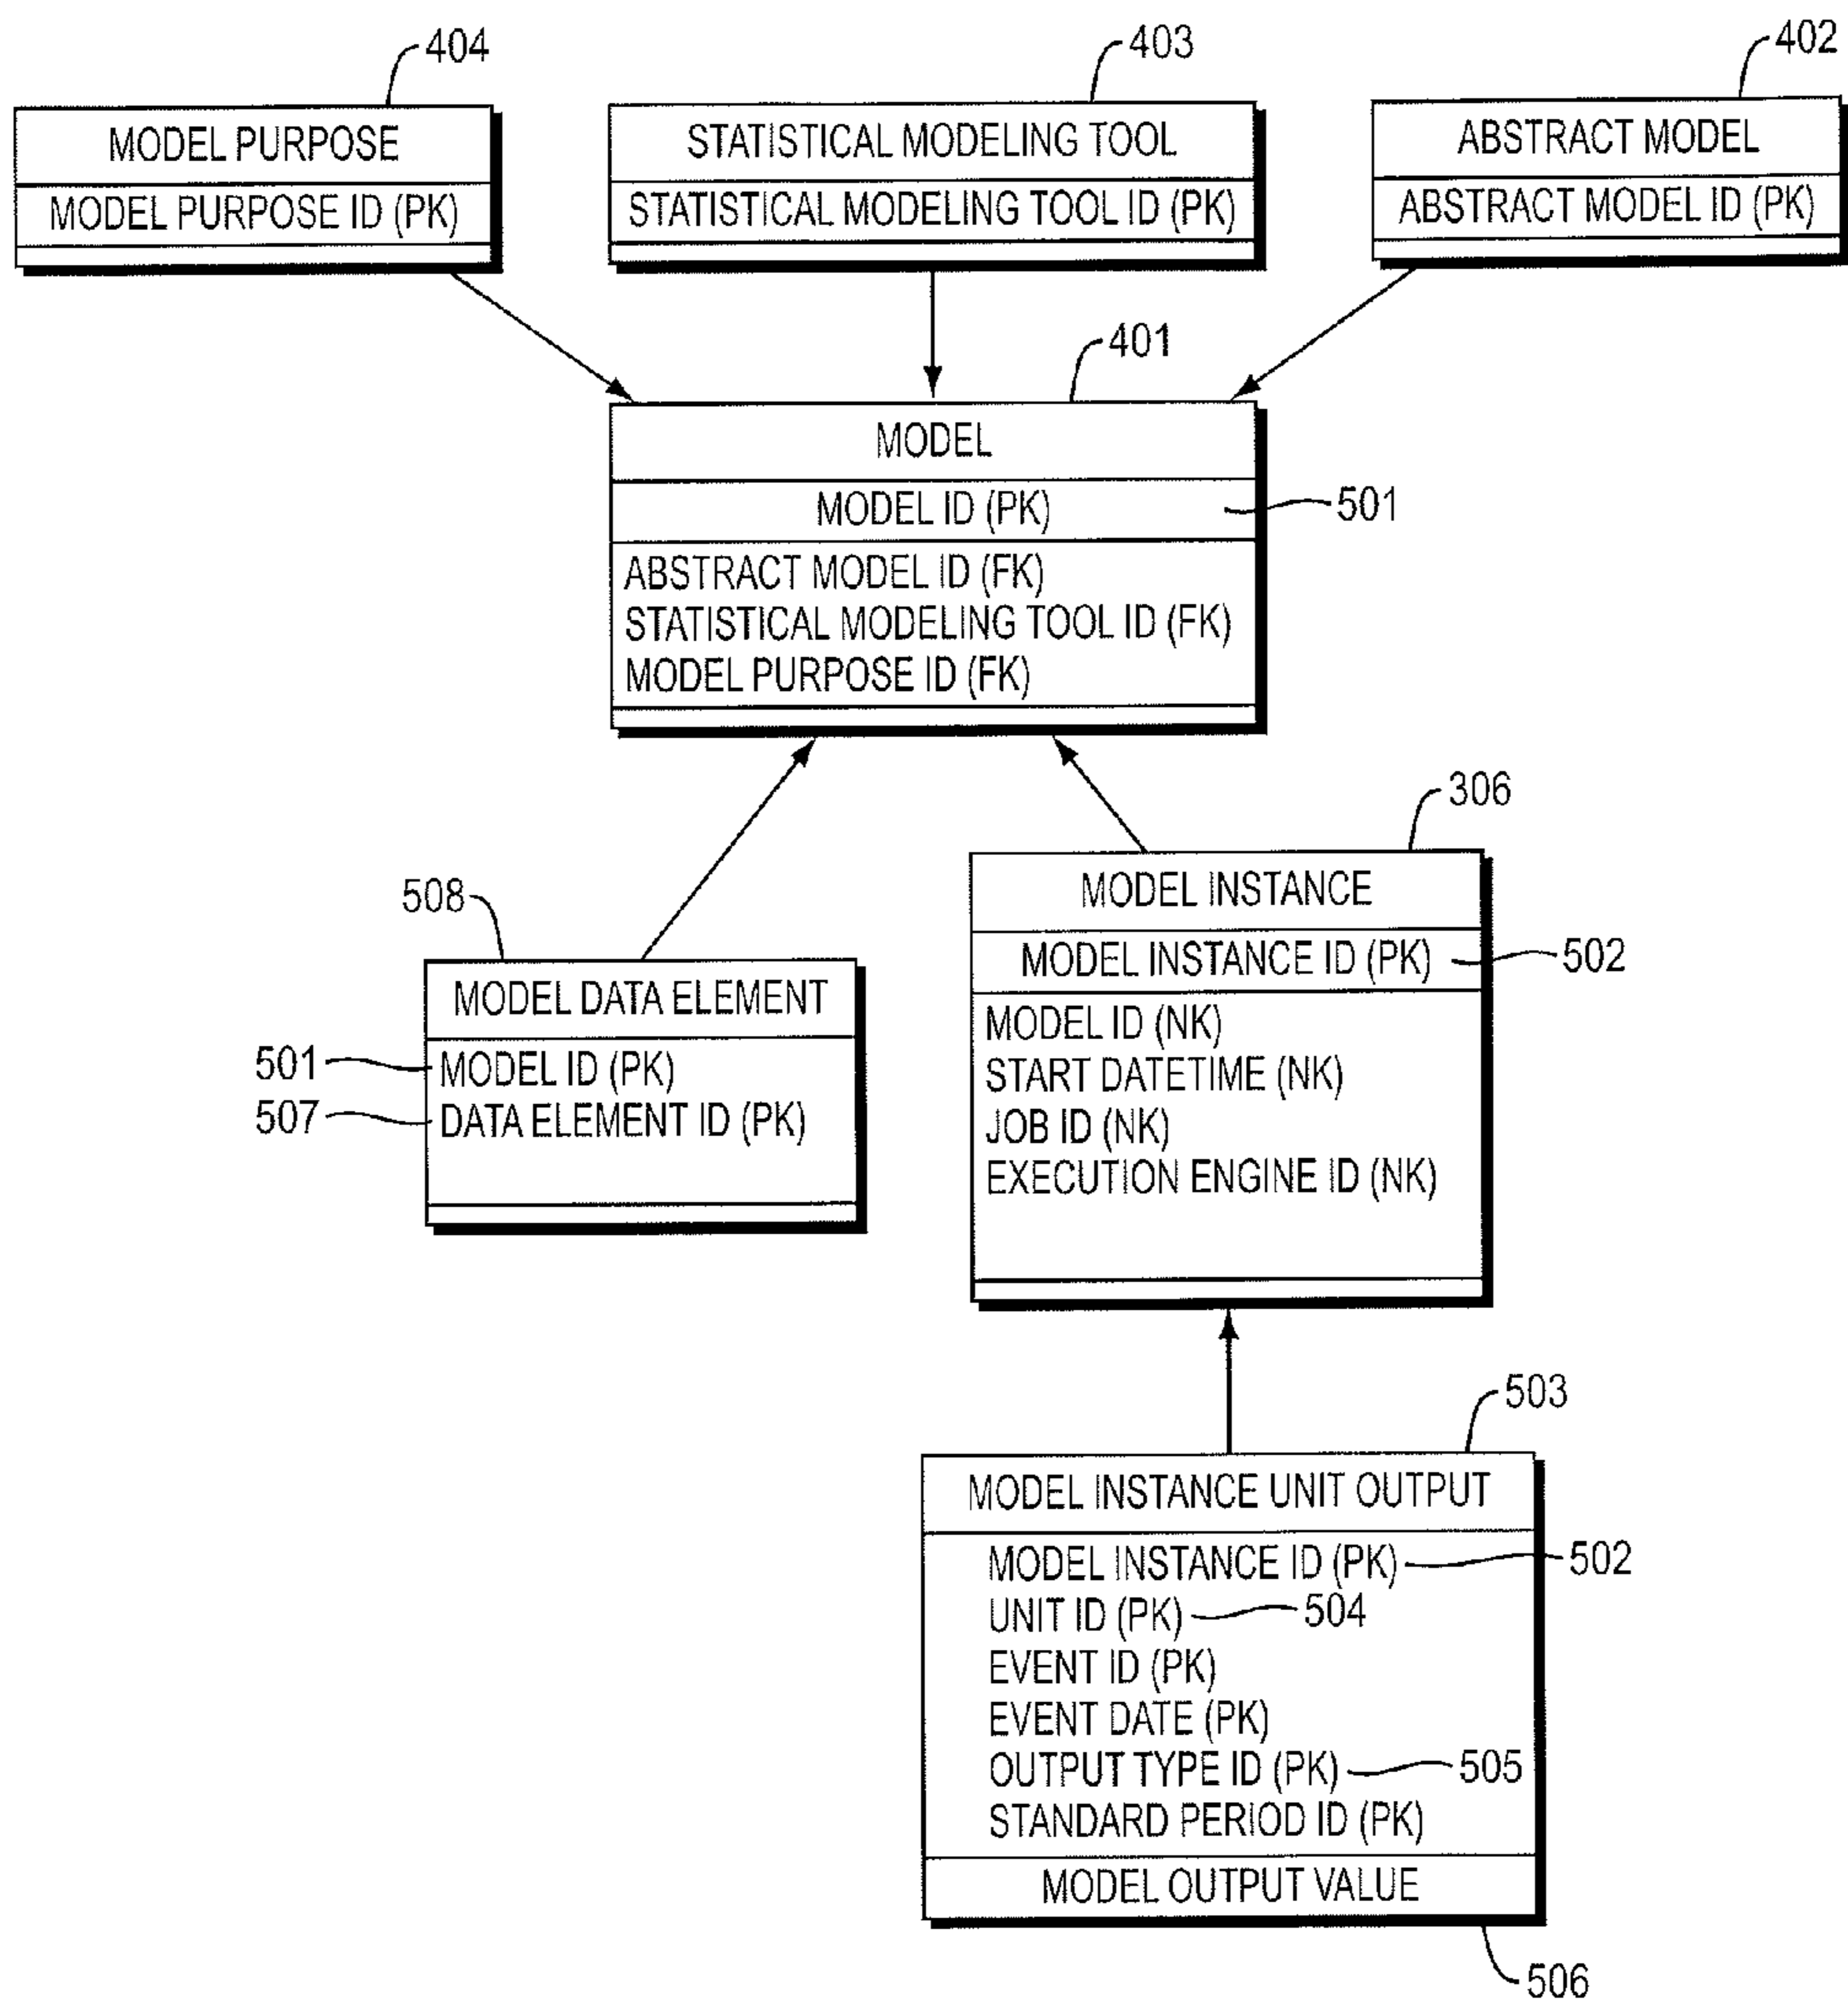 404
MODEL PURPOSE
MODEL PURPOSE ID (PK)
403
STATISTICAL MODELING TOOL
STATISTICAL MODELING TOOL ID (PK)
402
ABSTRACT MODEL
ABSTRACT MODEL ID (PK)
401
MODEL
MODEL ID (PK)
501
ABSTRACT MODEL ID (FK)
STATISTICAL MODELING TOOL ID (FK)
MODEL PURPOSE ID (FK)
508
MODEL DATA ELEMENT
501
MODEL ID (PK)
507
DATA ELEMENT ID (PK)
306
MODEL INSTANCE
MODEL INSTANCE ID (PK)
502
MODEL ID (NK)
START DATETIME (NK)
JOB ID (NK)
EXECUTION ENGINE ID (NK)
503
MODEL INSTANCE UNIT OUTPUT
MODEL INSTANCE ID (PK)
502
UNIT ID (PK)
504
EVENT ID (PK)
EVENT DATE (PK)
OUTPUT TYPE ID (PK)
505
STANDARD PERIOD ID (PK)
MODEL OUTPUT VALUE
506